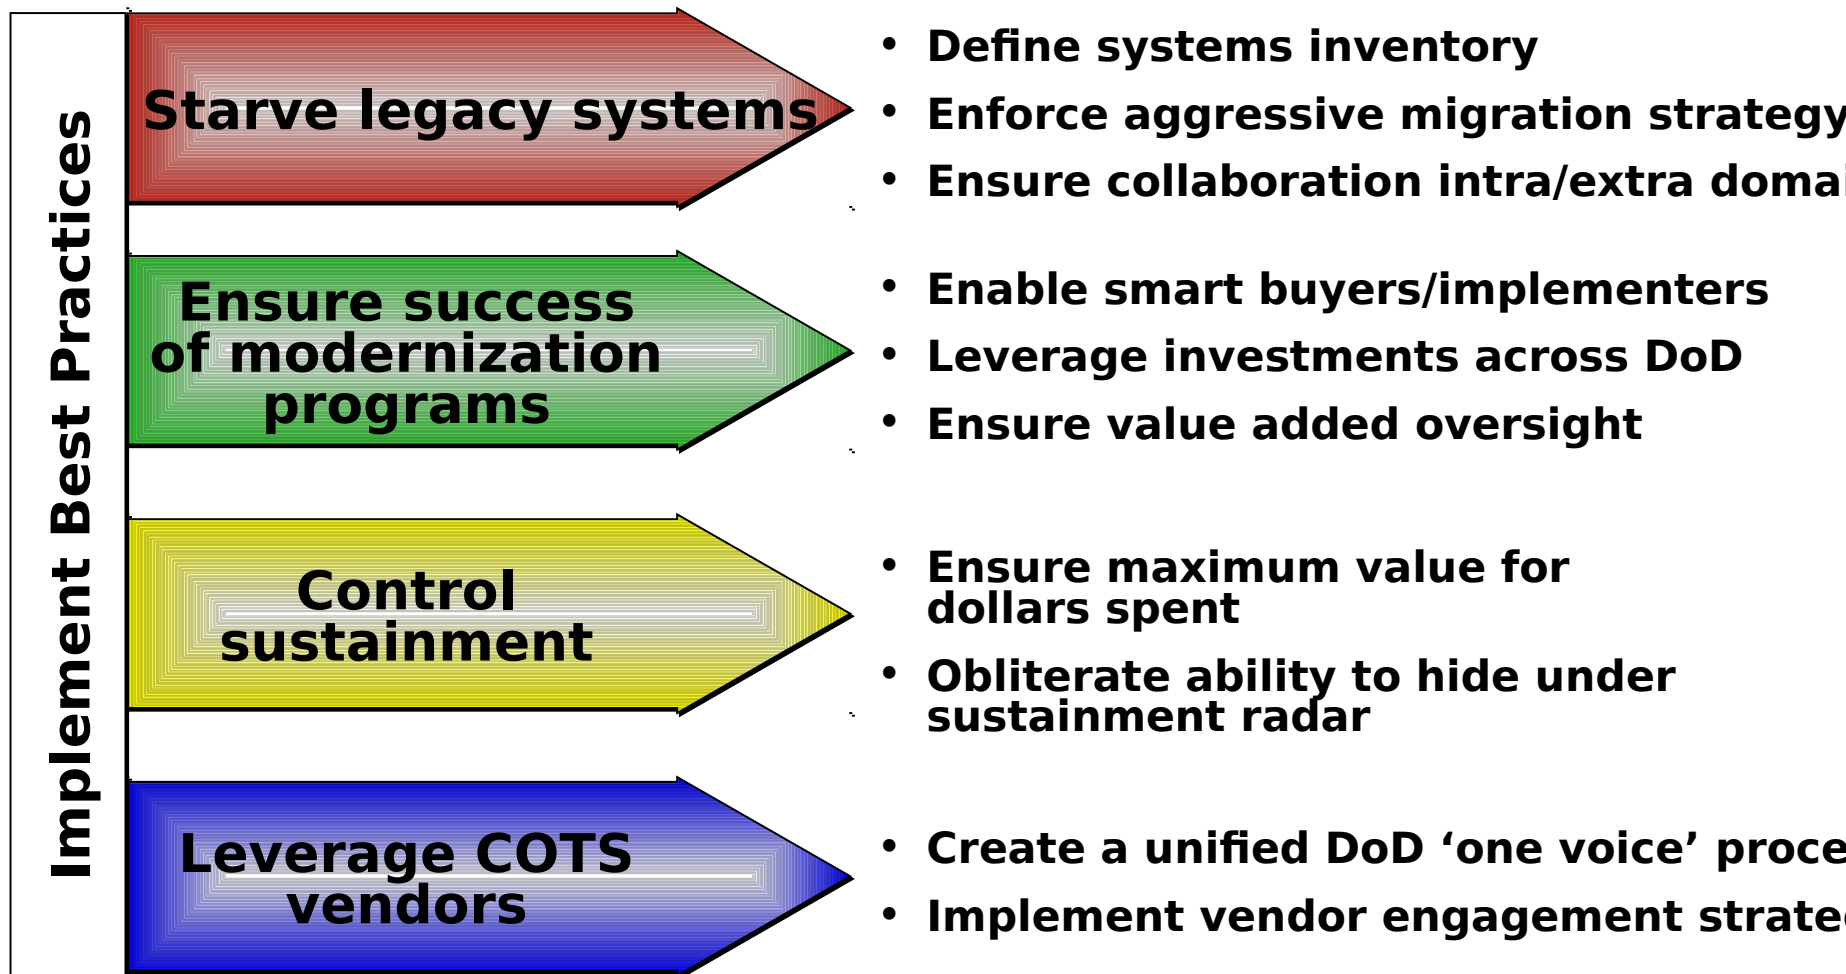 Implement Best Practices
Starve legacy systems
• Define systems inventory
• Enforce aggressive migration strategy
• Ensure collaboration intra/extra
Ensure success
of modernization
programs
• Enable smart buyers/implementers
• Leverage investments across DoD
• Ensure value added oversight
Control
sustainment
• Ensure maximum value for
dollars spent
• Obliterate ability to hide under
sustainment radar
Leverage COTS
vendors
• Create a unified DoD ‘one voice’
• Implement vendor engagement